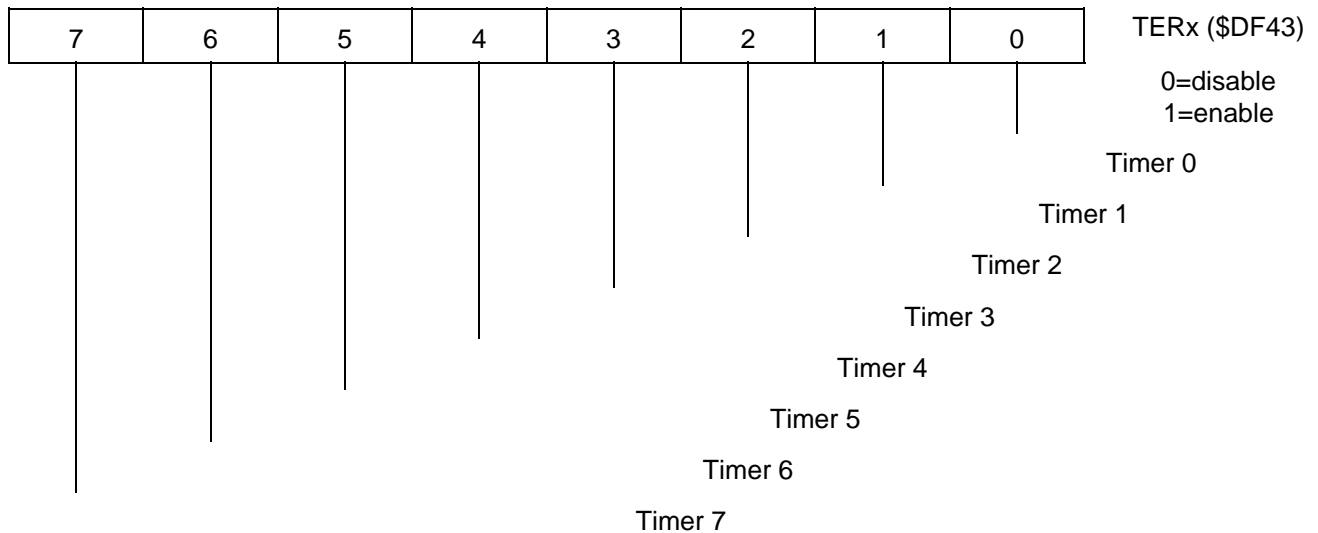 7 6 5 4 3 2 1 0 TERx ($DF43)
0=disable
1=enable
Timer 0
Timer 1
Timer 2
Timer 3
Timer 4
Timer 5
Timer 6
Timer 7